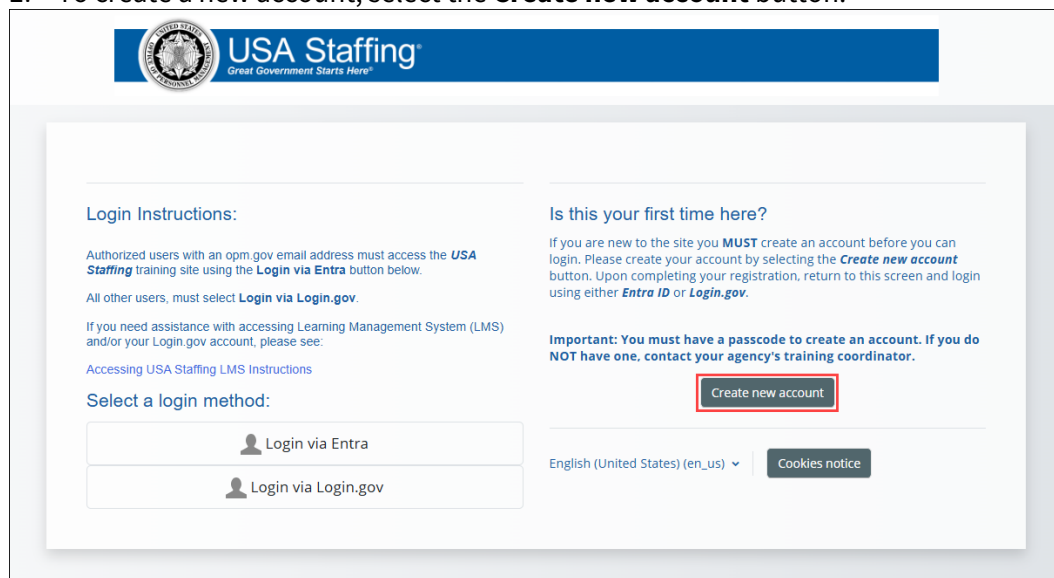 2. To create a new account, select the Create new account button.
UNITED STATES
OFFICE OF PERSONNEL MANAGEMENT
USA Staffing®
Great Government Starts Here®
Login Instructions:
Authorized users with an opm.gov email address must access the USA
Staffing training site using the Login via Entra button below.
All other users, must select Login via Login.gov.
If you need assistance with accessing Learning Management System (LMS)
and/or your Login.gov account, please see:
Accessing USA Staffing LMS Instructions
Select a login method:
Login via Entra
Login via Login.gov
Is this your first time here?
If you are new to the site you MUST create an account before you can
login. Please create your account by selecting the Create new account
button. Upon completing your registration, return to this screen and login
using either Entra ID or Login.gov.
Important: You must have a passcode to create an account. If you do
NOT have one, contact your agency's training coordinator.
Create new account
English (United States) (en_us)
Cookies notice